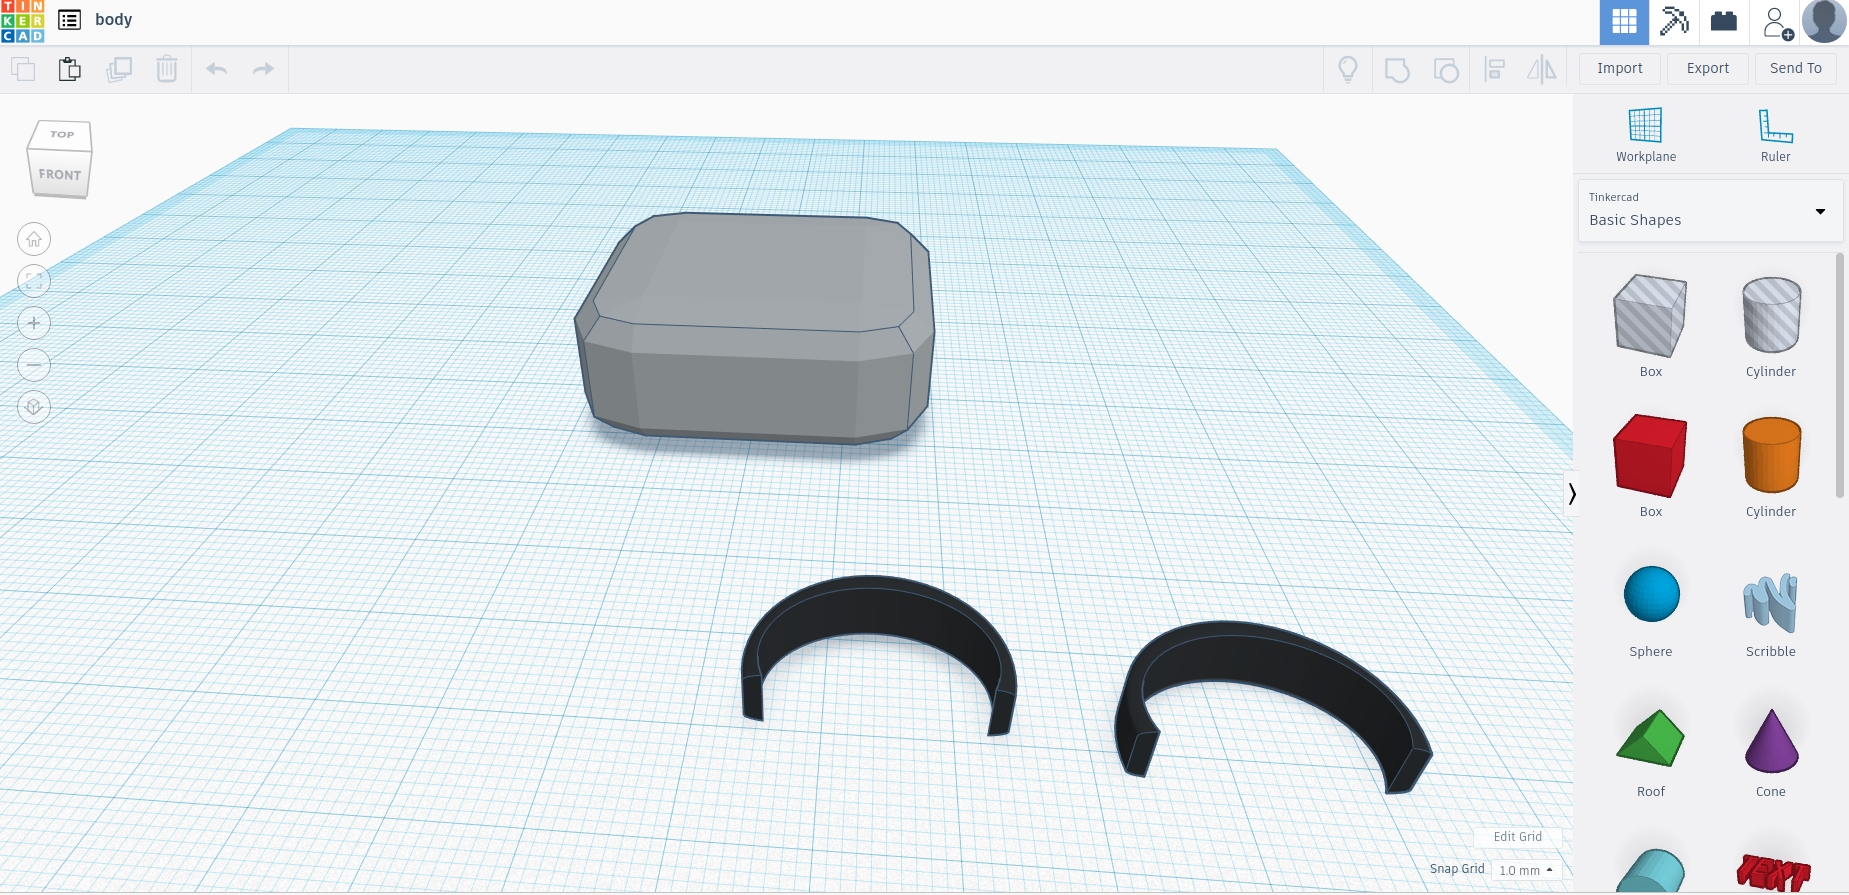 TIN
KER
CAD
body
Import
Export
Send To
TOP
FRONT
Workplane
Ruler
Tinkercad
Basic Shapes
Box
Cylinder
Box
Cylinder
Sphere
Scribble
Roof
Cone
TEXT
Edit Grid
Snap Grid 1.0 mm